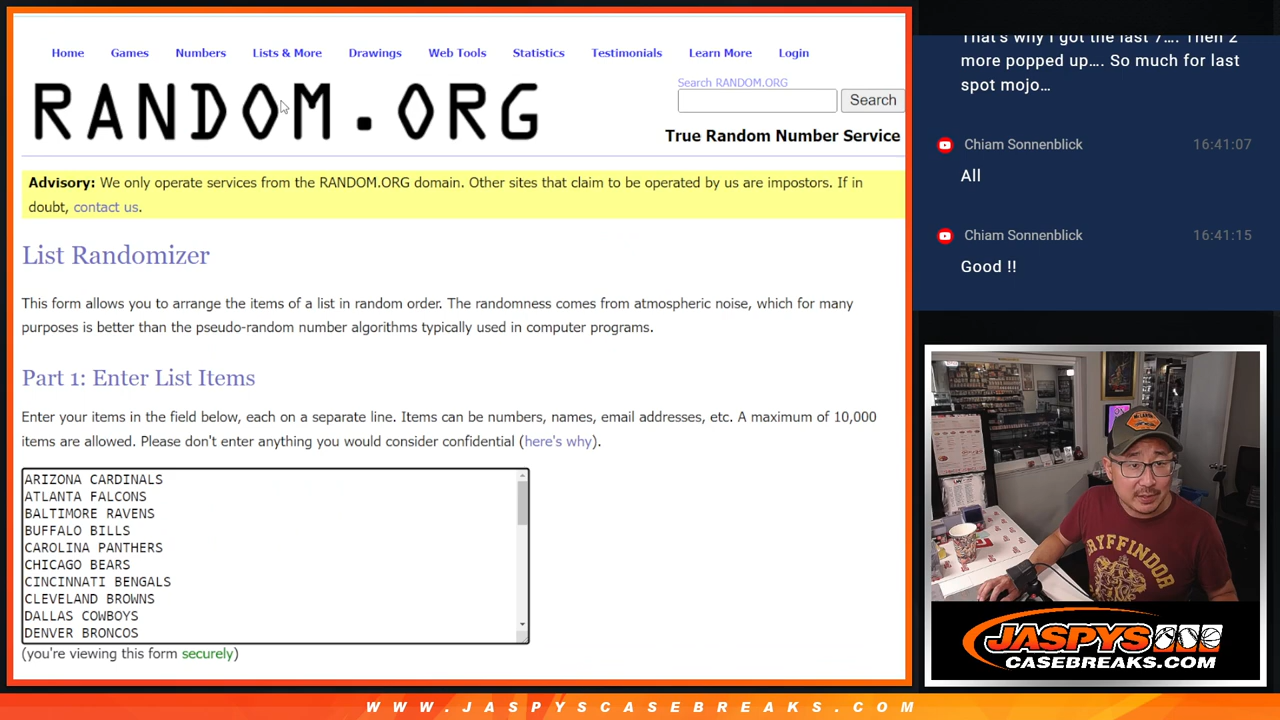 Home Games Numbers Lists & More Drawings Web Tools Statistics Testimonials Learn More Login
RANDOM.ORG
Search RANDOM.ORG
Search
True Random Number Service
Advisory: We only operate services from the RANDOM.ORG domain. Other sites that claim to be operated by us are impostors. If in
doubt, contact us.
List Randomizer
This form allows you to arrange the items of a list in random order. The randomness comes from atmospheric noise, which for many
purposes is better than the pseudo-random number algorithms typically used in computer programs.
Part 1: Enter List Items
Enter your items in the field below, each on a separate line. Items can be numbers, names, email addresses, etc. A maximum of 10,000
items are allowed. Please don't enter anything you would consider confidential (here's why).
ARIZONA CARDINALS
ATLANTA FALCONS
BALTIMORE RAVENS
BUFFALO BILLS
CAROLINA PANTHERS
CHICAGO BEARS
CINCINNATI BENGALS
CLEVELAND BROWNS
DALLAS COWBOYS
DENVER BRONCOS
(you're viewing this form securely)
That's why I got the last 7.... Then 2
more popped up.... So much for last
spot mojo...
Chiam Sonnenblick 16:41:07
All
Chiam Sonnenblick 16:41:15
Good !!
GRYFFINDOR
JASPYS
CASEBREAKS.COM
WWW.JASPYSCASEBREAKS.COM